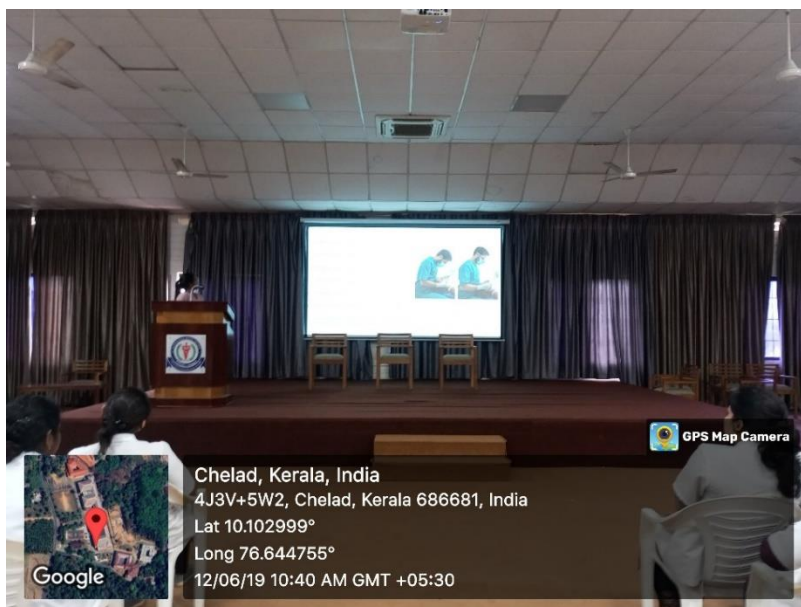 GPS Map Camera
Chelad, Kerala, India
4J3V+5W2, Chelad, Kerala 686681, India
Lat 10.102999°
Long 76.644755°
12/06/19 10:40 AM GMT +05:30
Google